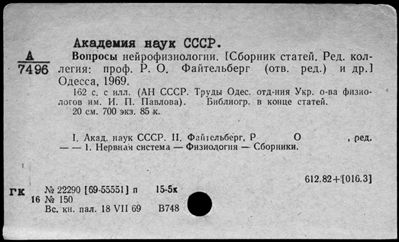 Академия наук СССР.
А
7496
Вопросы нейрофизиологии. [Сборник статей. Ред. кол-
легия: проф. Р. О. Файтельберг (отв. ред.) и др.]
Одесса, 1969.
162 с. с илл. (АН СССР. Труды Одес. отд-ния Укр. о-ва физио-
логов им. И. П. Павлова). Библиогр. в конце статей.
20 см. 700 экз. 85 к.
I. Акад. наук СССР. II. Файтельберг, Р О , ред.
— — 1. Нервная система — Физиология — Сборники.
612.82+[016.3]
ГК № 22290 [69-55551] п 15-5к
16 № 150
Вс. кн. пал. 18 VII 69 В748